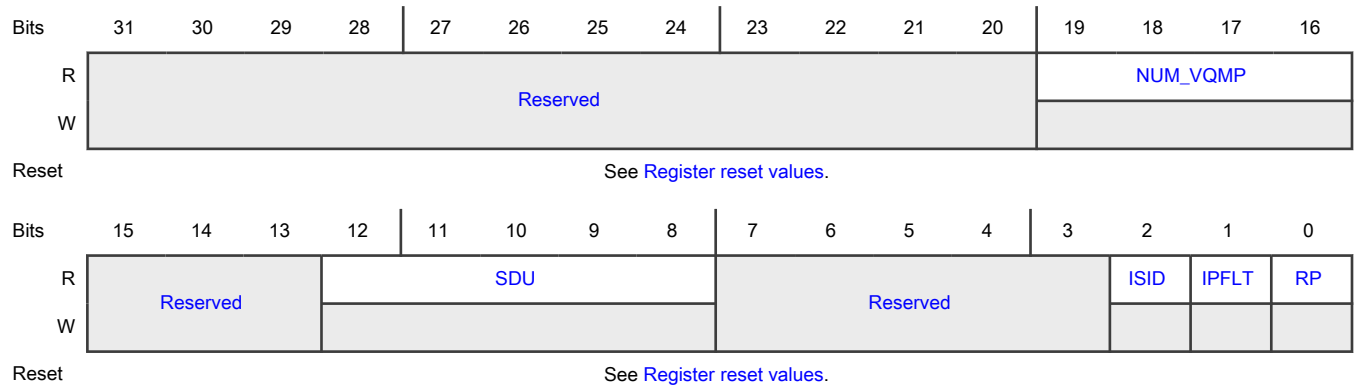 Bits 31 30 29 28 27 26 25 24 23 22 21 20 19 18 17 16
R Reserved NUM_VQMP
W
Reset See Register reset values.
Bits 15 14 13 12 11 10 9 8 7 6 5 4 3 2 1 0
R Reserved SDU Reserved ISID IPFLT RP
W
Reset See Register reset values.